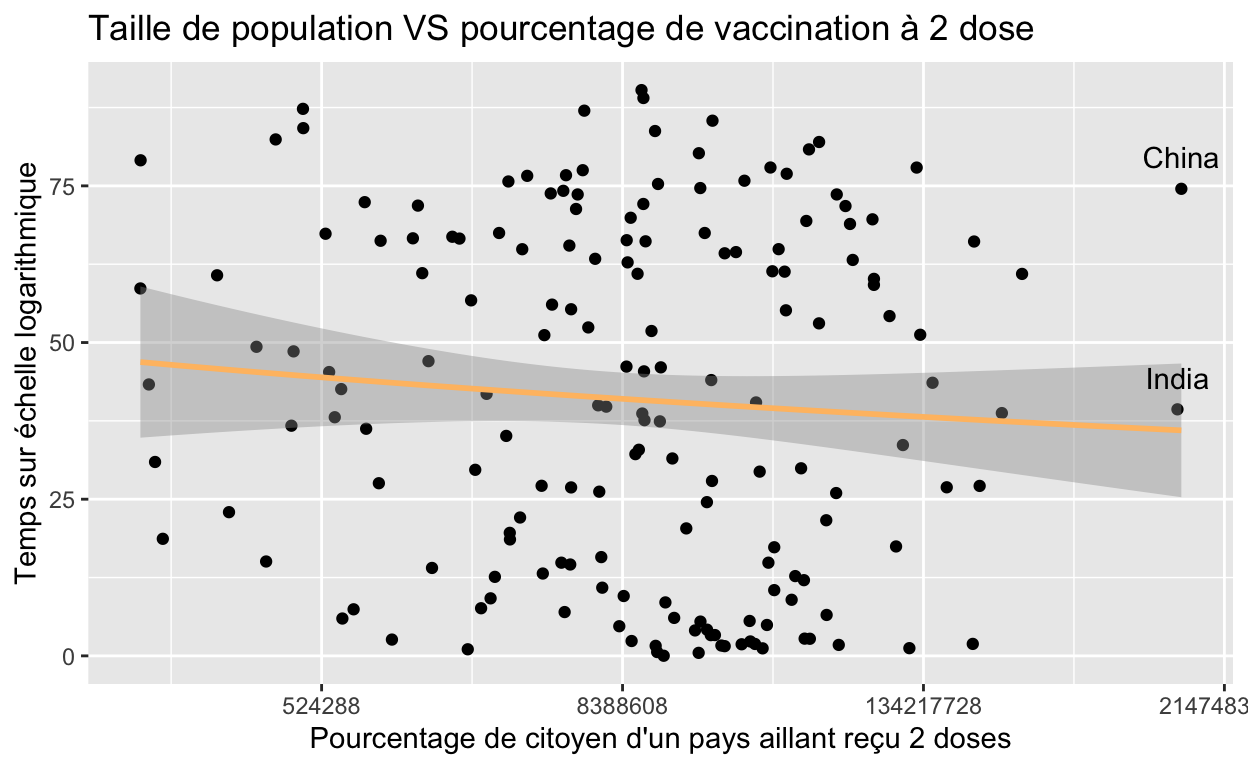 Taille de population VS pourcentage de vaccination à 2 dose
Temps sur échelle logarithmique
75
50
25
0
China
India
524288
8388608
134217728
2147483
Pourcentage de citoyen d'un pays aillant reçu 2 doses